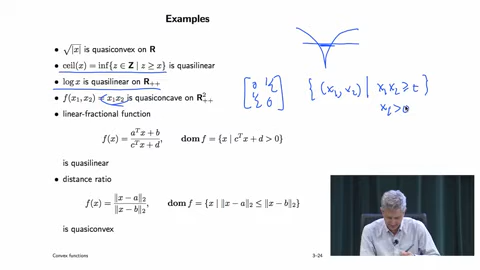 Examples
• √|x| is quasiconvex on R
• ceil(x) = inf{z ∈ Z | z ≥ x} is quasilinear
• log x is quasilinear on R₊₊
• f(x₁, x₂) = x₁x₂ is quasiconcave on R²₊₊
• linear-fractional function
f(x) = (aᵀx + b)/(cᵀx + d), dom f = {x | cᵀx + d > 0}
is quasilinear
• distance ratio
f(x) = ‖x − a‖₂/‖x − b‖₂, dom f = {x | ‖x − a‖₂ ≤ ‖x − b‖₂}
is quasiconvex
Convex functions 3–24
{ (x₁, x₂) | x₁x₂ ≥ t }